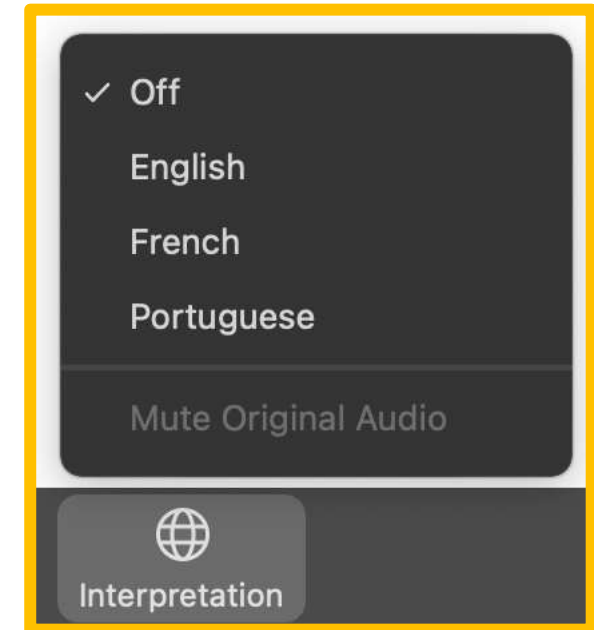 Off
English
French
Portuguese
Mute Original Audio
Interpretation